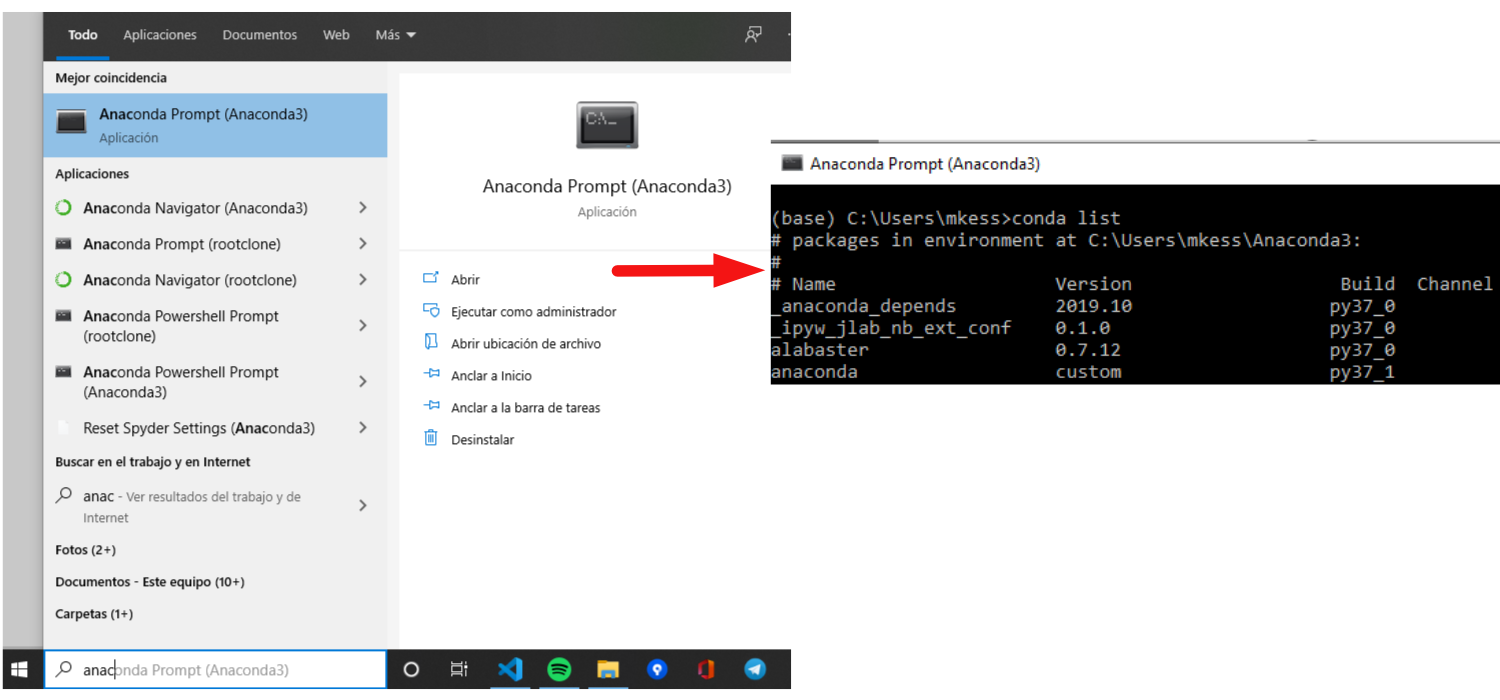 Todo Aplicaciones Documentos Web Más
Mejor coincidencia
Anaconda Prompt (Anaconda3)
Aplicación
Aplicaciones
Anaconda Navigator (Anaconda3)
Anaconda Prompt (rootclone)
Anaconda Navigator (rootclone)
Anaconda Powershell Prompt
(rootclone)
Anaconda Powershell Prompt
(Anaconda3)
Reset Spyder Settings (Anaconda3)
Buscar en el trabajo y en Internet
anac - Ver resultados del trabajo y de
Internet
Fotos (2+)
Documentos - Este equipo (10+)
Carpetas (1+)
anaconda Prompt (Anaconda3)
C:\_
Anaconda Prompt (Anaconda3)
Aplicación
Abrir
Ejecutar como administrador
Abrir ubicación de archivo
Anclar a Inicio
Anclar a la barra de tareas
Desinstalar
Anaconda Prompt (Anaconda3)
(base) C:\Users\mkess>conda list
# packages in environment at C:\Users\mkess\Anaconda3:
#
# Name Version Build Channel
_anaconda_depends 2019.10 py37_0
_ipyw_jlab_nb_ext_conf 0.1.0 py37_0
alabaster 0.7.12 py37_0
anaconda custom py37_1